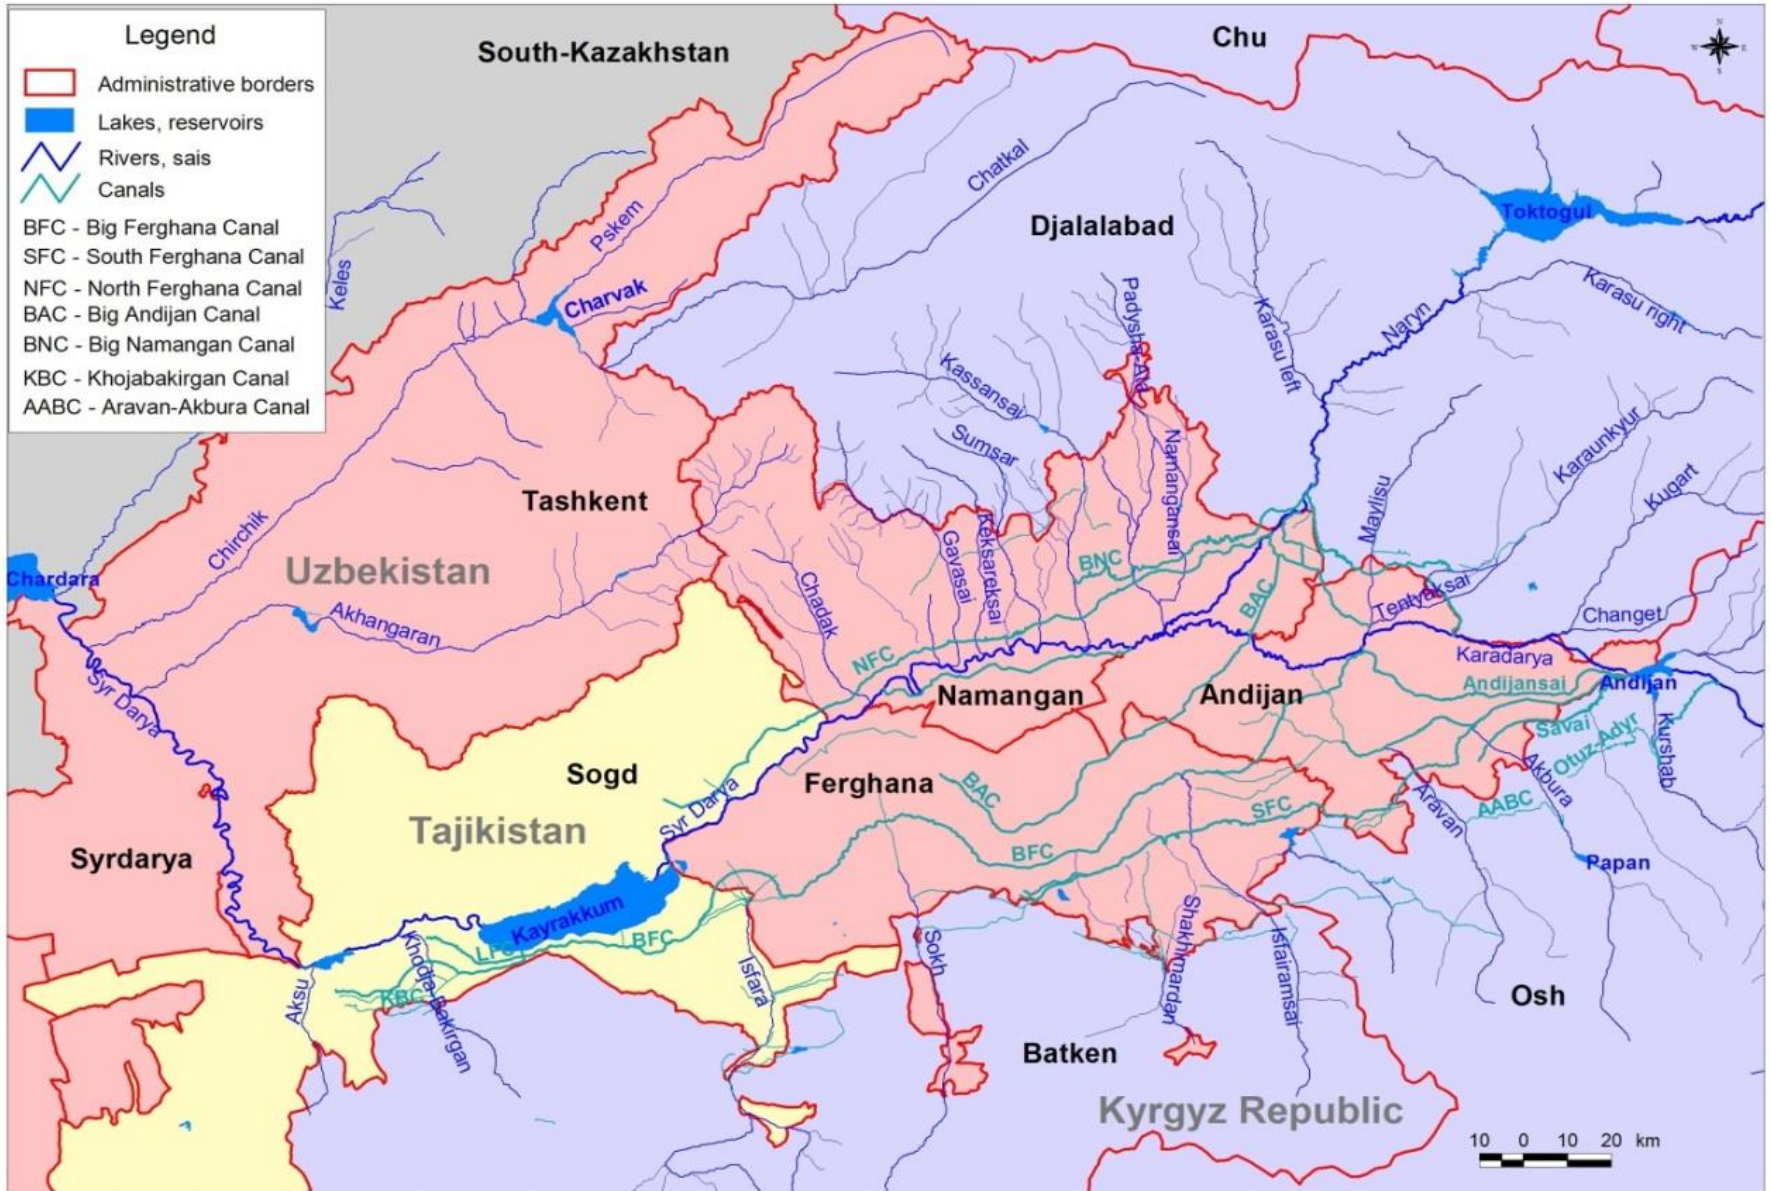 Legend
Administrative borders
Lakes, reservoirs
Rivers, sais
Canals
BFC - Big Ferghana Canal
SFC - South Ferghana Canal
NFC - North Ferghana Canal
BAC - Big Andijan Canal
BNC - Big Namangan Canal
KBC - Khojabakirgan Canal
AABC - Aravan-Akbura Canal
South-Kazakhstan
Chu
N
W
E
S
Chatkal
Pskem
Djalalabad
Toktogul
Keles
Charvak
Padysha-Ata
Karasu left
Naryn
Karasu right
Kassansai
Sumsar
Namangansai
Karaunkyur
Kugart
Maylisu
Tashkent
Chirchik
Uzbekistan
Gavasai
Keksareksai
BNC
BAC
Chardara
Akhangaran
Chadak
Tentyaksai
Changet
NFC
Karadarya
Syr Darya
Namangan
Andijan
Andijansai
Andijan
Savai
Otuz-Adyr
Kurshab
Sogd
Ferghana
BAC
Akbura
Syr Darya
SFC
Aravan
AABC
Tajikistan
BFC
Syrdarya
Papan
Kayrakkum
BFC
Khodja-Bakirgan
KBC
Aksu
Isfara
Sokh
Shakhmardan
Isfairamsai
Osh
Batken
Kyrgyz Republic
10 0 10 20 km